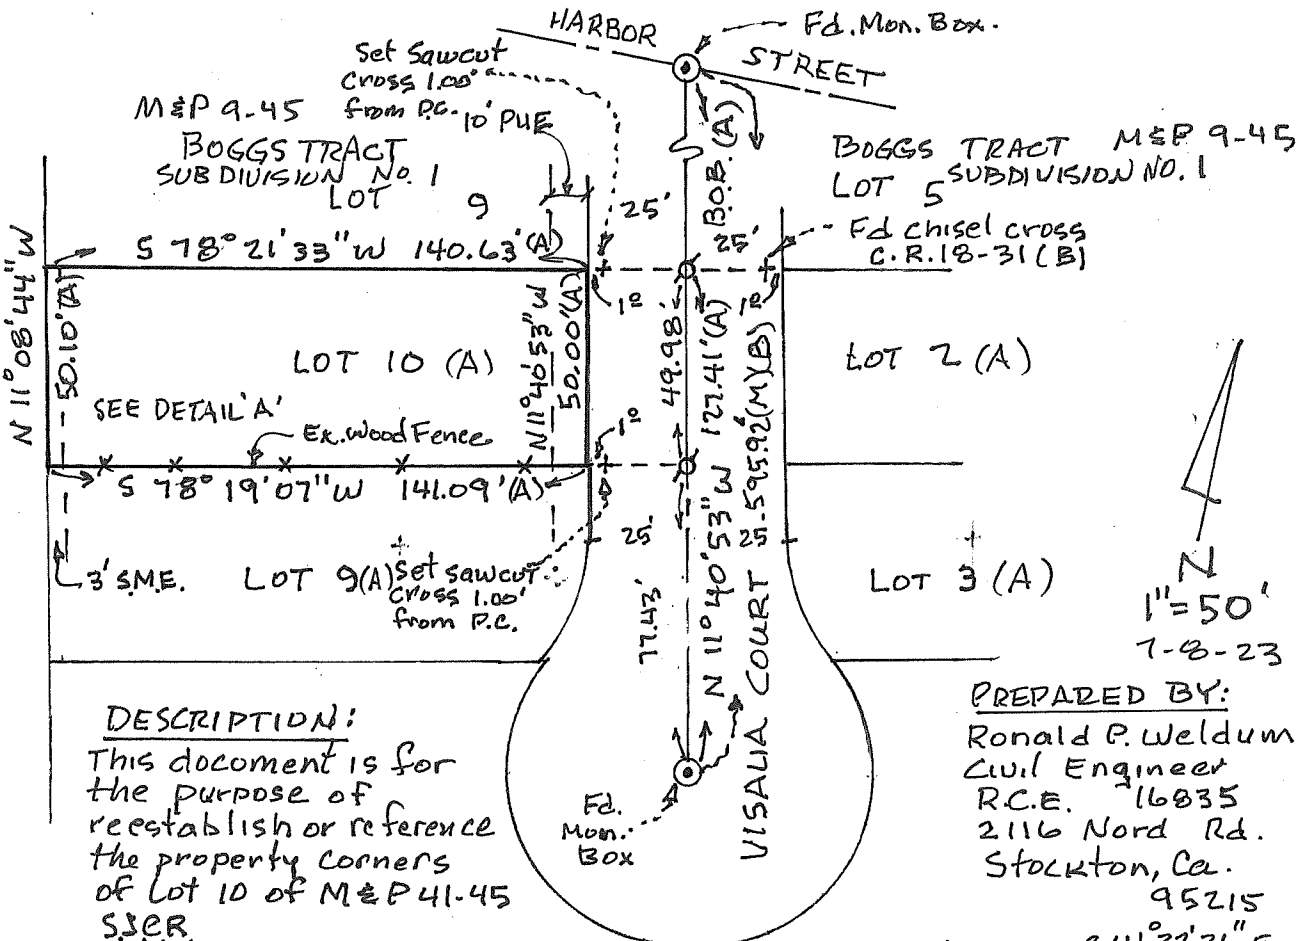 HARBOR
STREET
Fd. Mon. Box.
Set Sawcut
Cross 1.00'
from P.C.
10' PUE
M&P 9-45
BOGGS TRACT
SUBDIVISION No. 1
LOT 9
B.O.B. (A)
BOGGS TRACT M&P 9-45
SUBDIVISION NO. 1
LOT 5
25'
25'
Fd chisel cross
C.R.18-31(B)
S 78° 21' 33" W 140.63' (A)
N 11° 08' 44" W
50.10' (A)
1º
1º
LOT 10 (A)
N 11° 40' 53" W
50.00' (A)
49.98'
127.41' (A)
25-595.92' (M)(B)
LOT 2 (A)
SEE DETAIL 'A'
Ex. Wood Fence
1º
S 78° 19' 07" W 141.09' (A)
25'
25
3' S.M.E.
LOT 9(A)
Set Sawcut
Cross 1.00'
from P.C.
77.43'
N 11° 40' 53" W
VISALIA COURT
LOT 3 (A)
N
1" = 50'
7-8-23
DESCRIPTION:
This document is for
the purpose of
reestablish or reference
the property corners
of Lot 10 of M&P 41-45
SJCR
Fd.
Mon.
Box
PREPARED BY:
Ronald P. Weldum
Civil Engineer
R.C.E. 16835
2116 Nord Rd.
Stockton, Ca.
95215